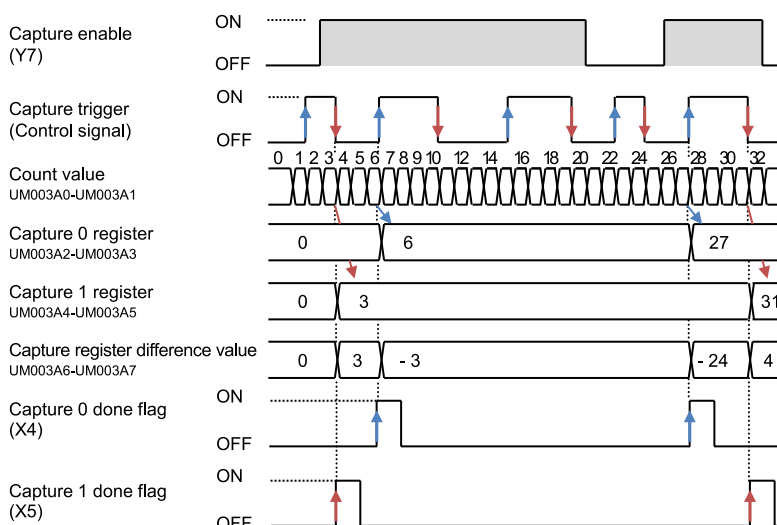 Capture enable
(Y7)
ON
OFF
Capture trigger
(Control signal)
ON
OFF
Count value
UM003A0-UM003A1
0 1 2 3 4 5 6 7 8 9 10 12 14 16 18 20 22 24 26 28 30 32
Capture 0 register
UM003A2-UM003A3
0 6 27
Capture 1 register
UM003A4-UM003A5
0 3 31
Capture register difference value
UM003A6-UM003A7
0 3 - 3 - 24 4
Capture 0 done flag
(X4)
ON
OFF
Capture 1 done flag
(X5)
ON
OFF